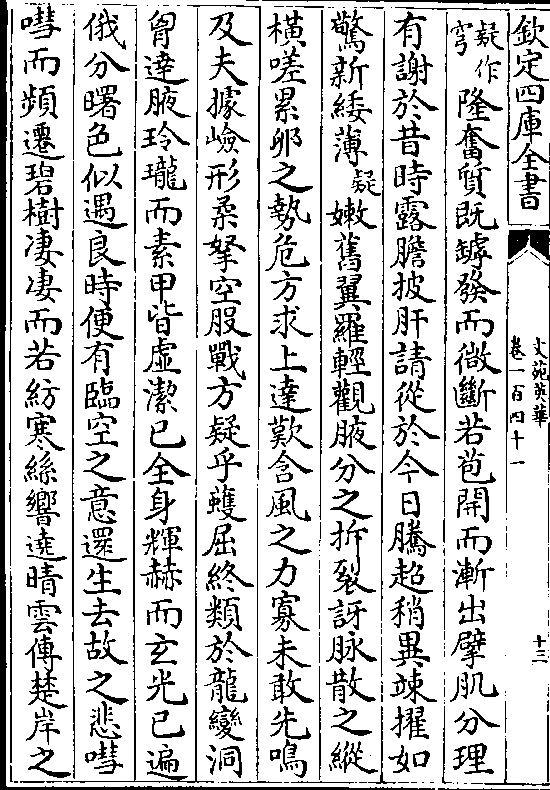 欽定四庫全書
文苑英華
卷一百四十一
十三
疑作穹隆奮質既罅發而微斷若苞開而漸出擘肌分理
有謝於昔時露膽披肝請從於今日騰超稍異竦擢如
驚新緌薄疑嫩舊翼羅輕觀腋分之拆裂訝脉散之縱
橫嗟累卵之勢危方求上達歎含風之力寡未敢先鳴
及夫據嶮形柔拏空股戰方疑乎蠖屈終類於龍變洞
胷達腋玲瓏而素甲皆虛潔已全身輝赫而玄光已遍
俄分曙色似遇良時便有臨空之意還生去故之悲嘒
嘒而頻遷碧樹凄凄而若紡寒絲響遶晴雲傳楚岸之